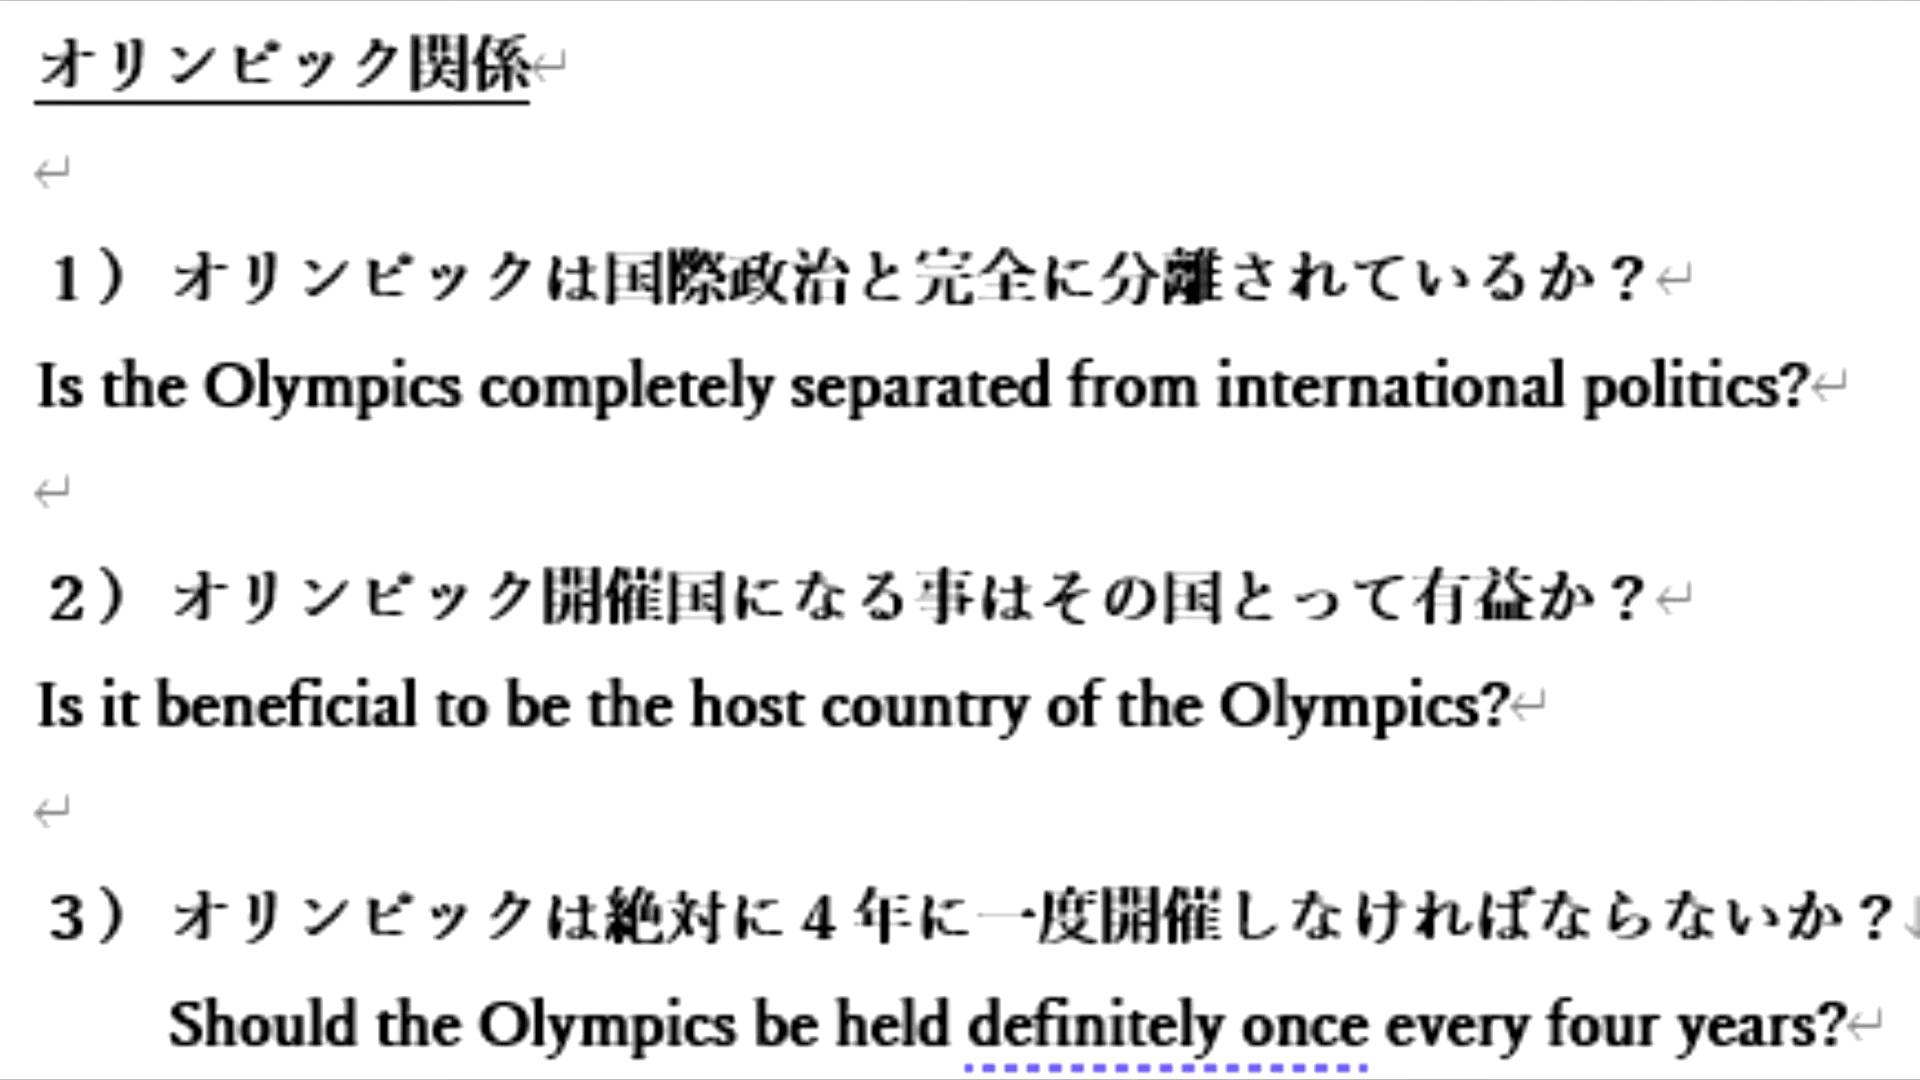 オリンピック関係
1） オリンピックは国際政治と完全に分離されているか？
Is the Olympics completely separated from international politics?
2） オリンピック開催国になる事はその国とって有益か？
Is it beneficial to be the host country of the Olympics?
3） オリンピックは絶対に4年に一度開催しなければならないか？
Should the Olympics be held definitely once every four years?